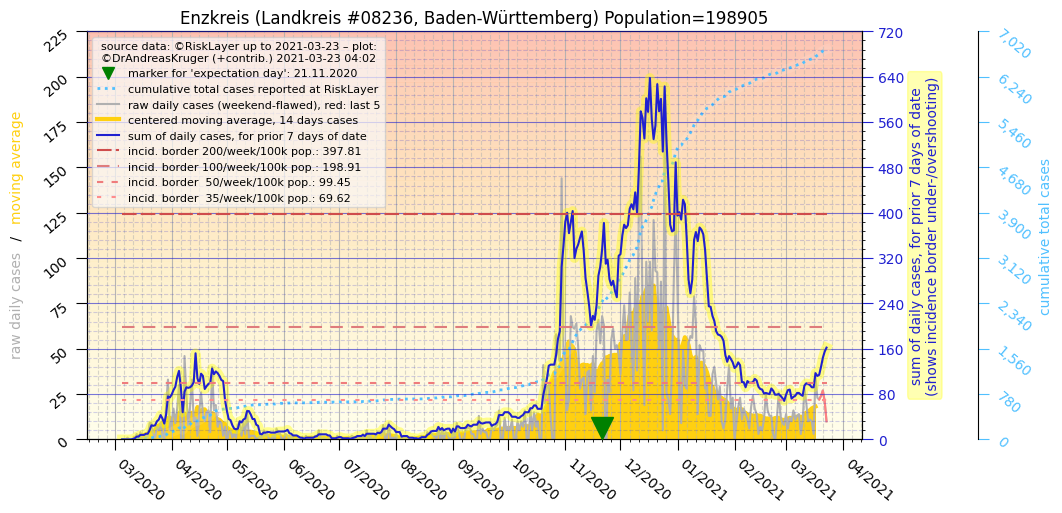 Enzkreis (Landkreis #08236, Baden-Württemberg) Population=198905
source data: ©RiskLayer up to 2021-03-23 – plot:
©DrAndreasKruger (+contrib.) 2021-03-23 04:02
marker for 'expectation day': 21.11.2020
cumulative total cases reported at RiskLayer
raw daily cases (weekend-flawed), red: last 5
centered moving average, 14 days cases
sum of daily cases, for prior 7 days of date
incid. border 200/week/100k pop.: 397.81
incid. border 100/week/100k pop.: 198.91
incid. border  50/week/100k pop.: 99.45
incid. border  35/week/100k pop.: 69.62
raw daily cases / moving average
225
200
175
150
125
100
75
50
25
0
03/2020
04/2020
05/2020
06/2020
07/2020
08/2020
09/2020
10/2020
11/2020
12/2020
01/2021
02/2021
03/2021
04/2021
720
640
560
480
400
320
240
160
80
0
sum of daily cases, for prior 7 days of date
(shows incidence border under-/overshooting)
7,020
6,240
5,460
4,680
3,900
3,120
2,340
1,560
780
0
cumulative total cases